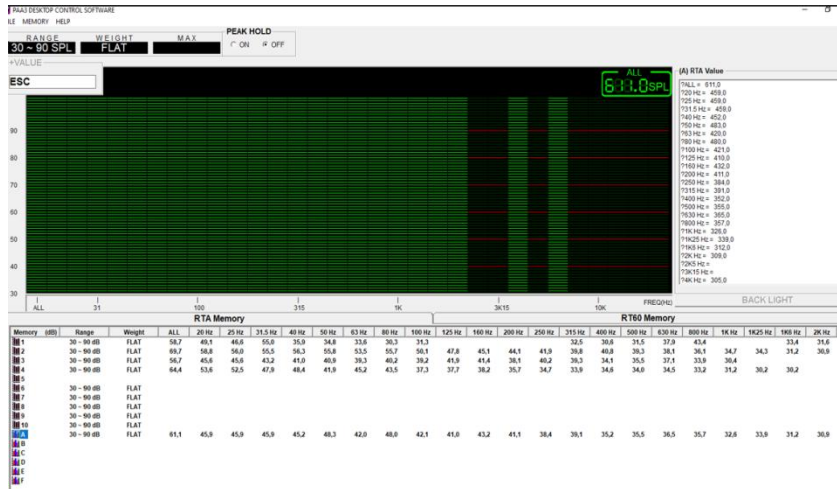 PAA3 DESKTOP CONTROL SOFTWARE
LE MEMORY HELP
RANGE WEIGHT MAX PEAK HOLD
30 ~ 90 SPL FLAT ON OFF
+VALUE
ESC
ALL
611.0SPL
90
80
70
60
50
40
30
ALL 31 100 315 1K 3K15 10K FREQ(Hz)
(A) RTA Value
?ALL = 611,0
?20 Hz = 459,0
?25 Hz = 459,0
?31.5 Hz = 459,0
?40 Hz = 452,0
?50 Hz = 483,0
?63 Hz = 420,0
?80 Hz = 480,0
?100 Hz = 421,0
?125 Hz = 410,0
?160 Hz = 432,0
?200 Hz = 411,0
?250 Hz = 384,0
?315 Hz = 391,0
?400 Hz = 352,0
?500 Hz = 355,0
?630 Hz = 365,0
?800 Hz = 357,0
?1K Hz = 326,0
?1K25 Hz = 339,0
?1K6 Hz = 312,0
?2K Hz = 309,0
?2K5 Hz =
?3K15 Hz =
?4K Hz = 305,0
BACK LIGHT
RTA Memory RT60 Memory
Memory (dB) Range Weight ALL 20 Hz 25 Hz 31.5 Hz 40 Hz 50 Hz 63 Hz 80 Hz 100 Hz 125 Hz 160 Hz 200 Hz 250 Hz 315 Hz 400 Hz 500 Hz 630 Hz 800 Hz 1K Hz 1K25 Hz 1K6 Hz 2K Hz
1 30 ~ 90 dB FLAT 58,7 49,1 46,6 55,0 35,9 34,8 33,6 30,3 31,3 32,5 30,6 31,5 37,9 43,4 33,4 31,6
2 30 ~ 90 dB FLAT 69,7 58,8 56,0 55,5 56,3 55,8 53,5 55,7 50,1 47,8 45,1 44,1 41,9 39,8 40,8 39,3 38,1 36,1 34,7 34,3 31,2 30,9
3 30 ~ 90 dB FLAT 56,7 45,6 45,6 43,2 41,0 40,9 39,3 40,2 39,2 41,9 41,4 38,1 40,2 39,3 34,1 35,5 37,1 33,9 30,4
4 30 ~ 90 dB FLAT 64,4 53,6 52,5 47,9 48,4 41,9 45,2 43,5 37,3 37,7 38,2 35,7 34,7 33,9 34,6 34,0 34,5 33,2 31,2 30,2 30,2
5
6 30 ~ 90 dB FLAT
7 30 ~ 90 dB FLAT
8 30 ~ 90 dB FLAT
9 30 ~ 90 dB FLAT
10 30 ~ 90 dB FLAT
A 30 ~ 90 dB FLAT 61,1 45,9 45,9 45,9 45,2 48,3 42,0 48,0 42,1 41,0 43,2 41,1 38,4 39,1 35,2 35,5 36,5 35,7 32,6 33,9 31,2 30,9
B
C
D
E
F